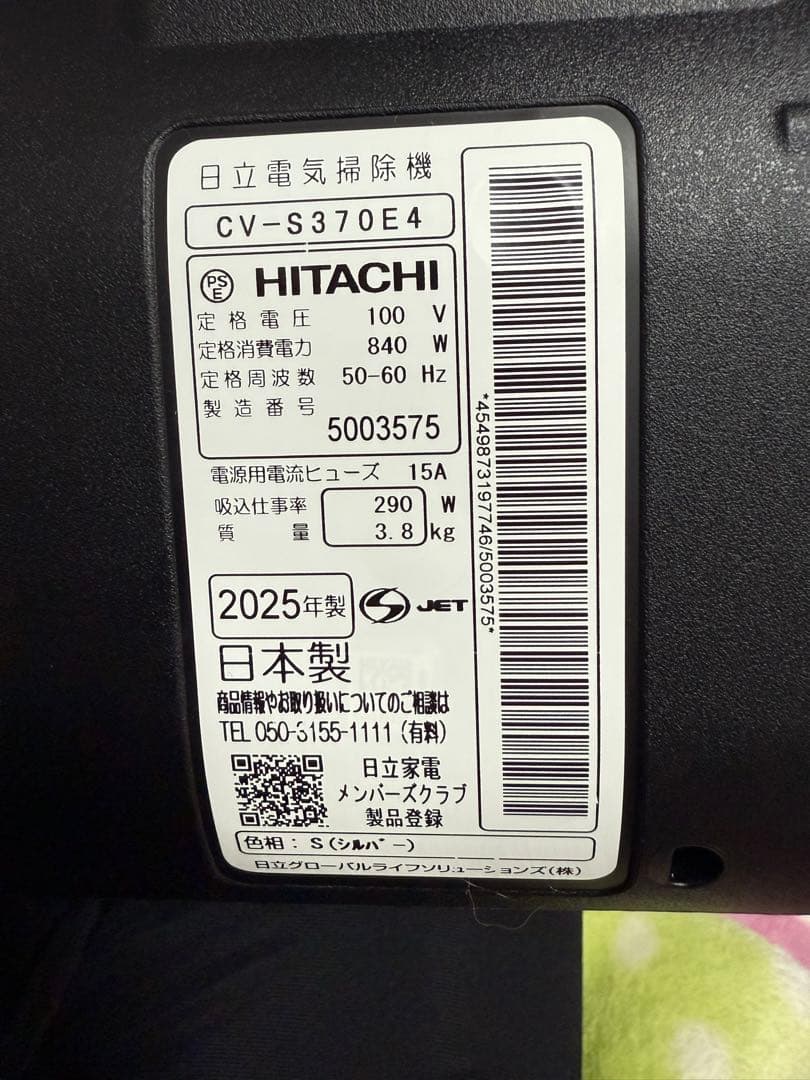 日立電気掃除機
CV-S370E4
PS
E
HITACHI
定格電圧 100 V
定格消費電力 840 W
定格周波数 50-60 Hz
製造番号
5003575
電源用電流ヒューズ 15A
吸込仕事率 290 W
質量 3.8 kg
2025年製
JET
日本製
商品情報やお取り扱いについてのご相談は
TEL 050-3155-1111 (有料)
日立家電
メンバーズクラブ
製品登録
色相: S(シルバー)
日立グローバルライフソリューションズ(株)
*4549873197746/5003575*